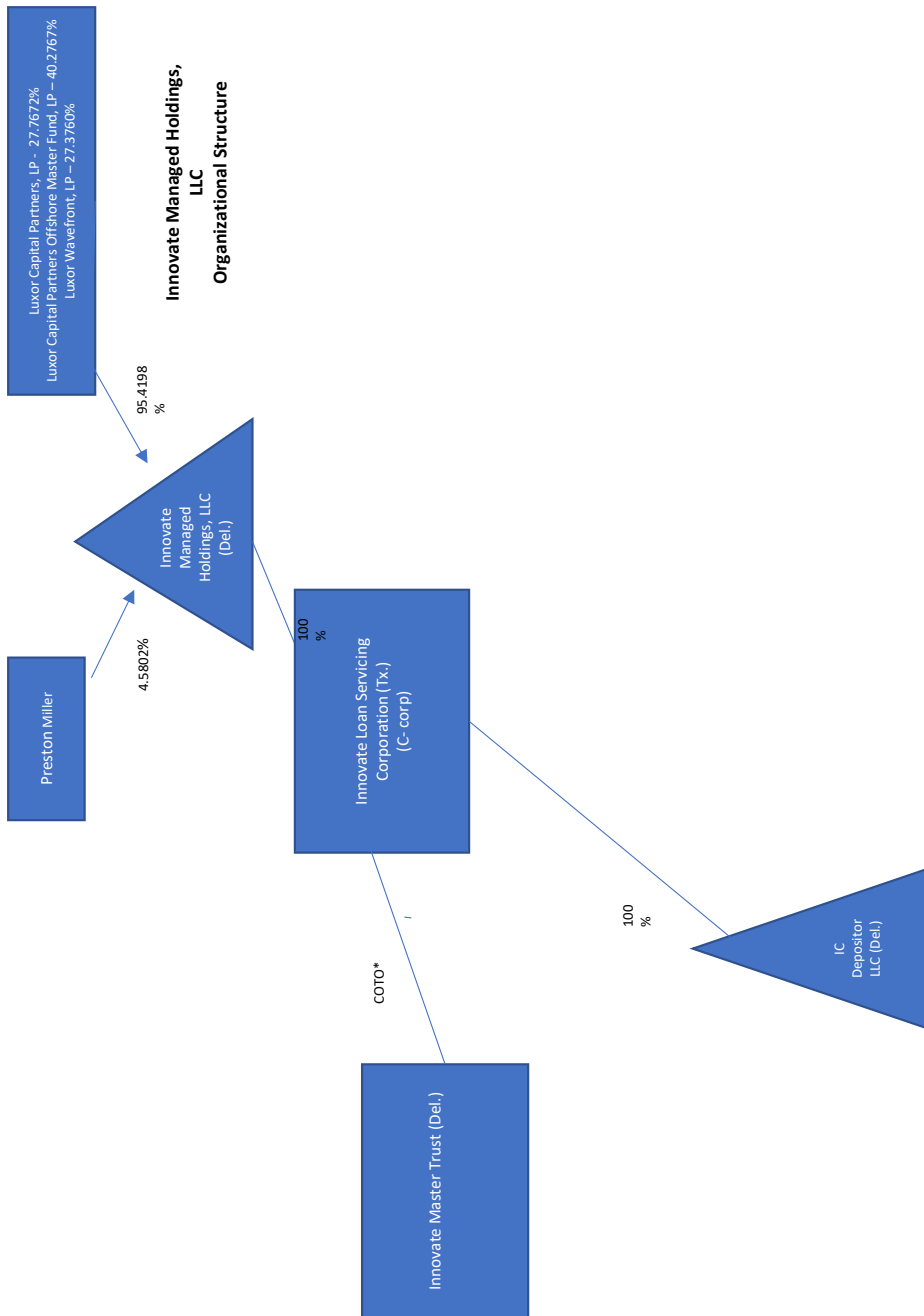 Luxor Capital Partners, LP - 27.7672%
Luxor Capital Partners Offshore Master Fund, LP – 40.2767%
Luxor Wavefront, LP – 27.3760%
Innovate Managed Holdings,
LLC
Organizational Structure
Preston Miller
4.5802%
95.4198
%
Innovate
Managed
Holdings, LLC
(Del.)
100
%
Innovate Loan Servicing
Corporation (Tx.)
(C- corp)
COTO*
Innovate Master Trust (Del.)
100
%
IC
Depositor
LLC (Del.)